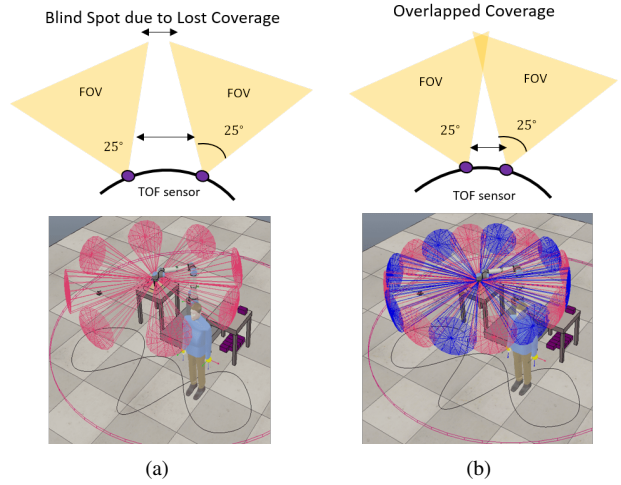 Blind Spot due to Lost Coverage
FOV
FOV
25°
25°
TOF sensor
(a)
Overlapped Coverage
FOV
FOV
25°
25°
TOF sensor
(b)